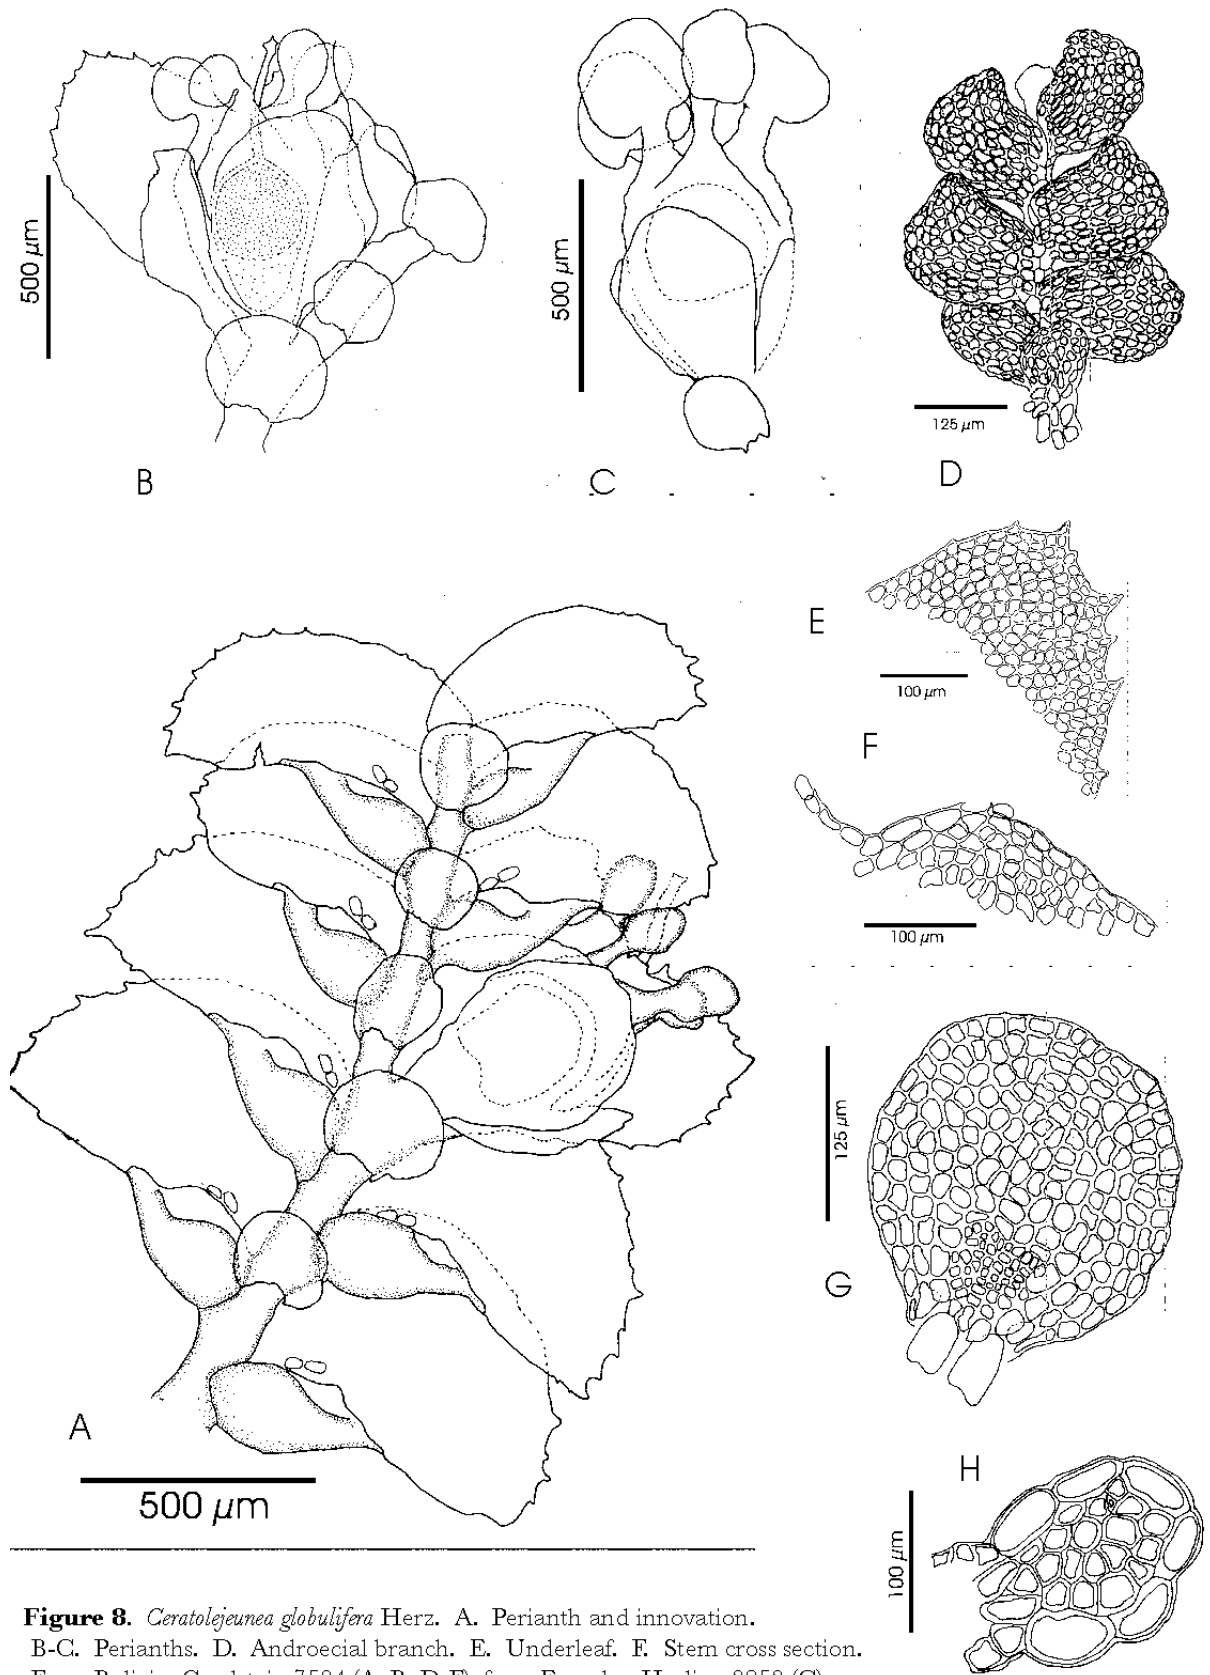 500 µm
500 µm
125 µm
B
C
D
E
100 µm
F
100 µm
125 µm
G
A
500 µm
H
100 µm
Figure 8. Ceratolejeunea globulifera Herz. A. Perianth and innovation.
B-C. Perianths. D. Androecial branch. E. Underleaf. F. Stem cross section.